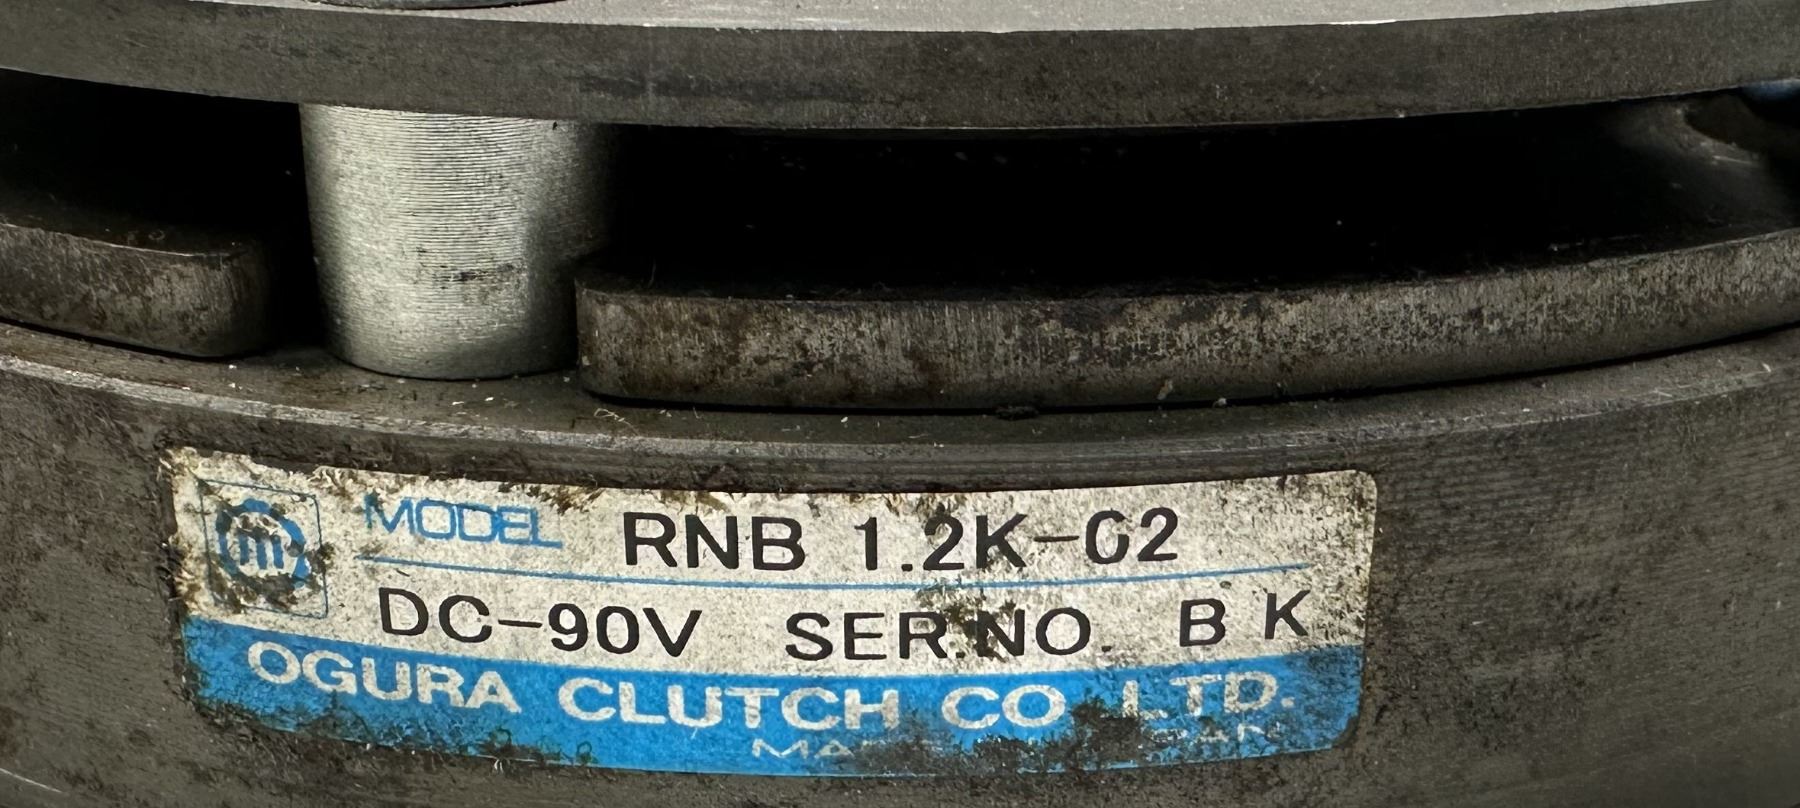 m
MODEL RNB 1.2K-02
DC-90V SER.NO. B K
OGURA CLUTCH CO LTD.